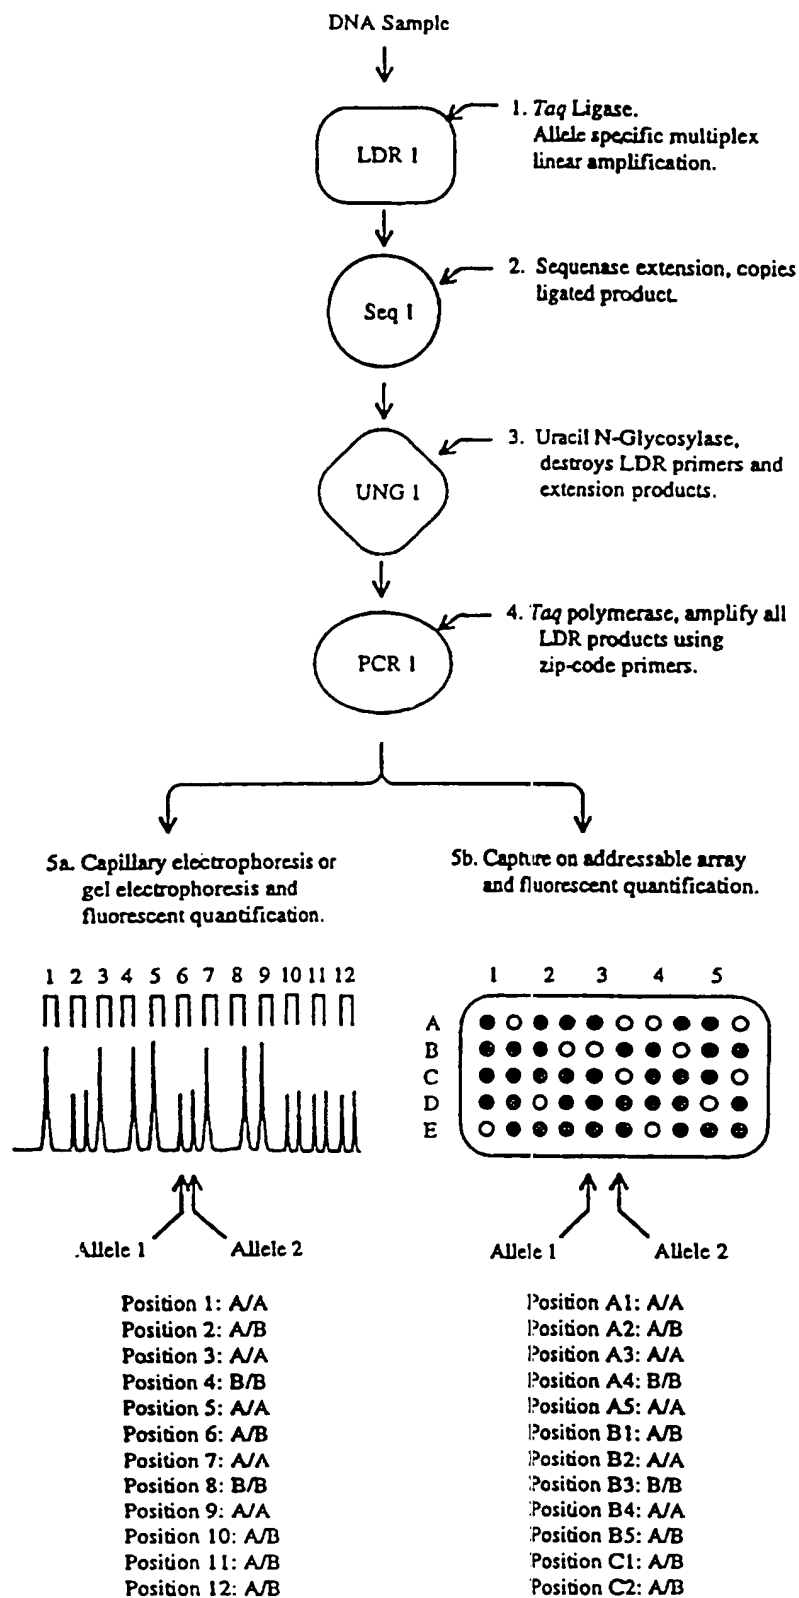 DNA Sample
LDR 1
1. Taq Ligase.
Allele specific multiplex
linear amplification.
Seq 1
2. Sequenase extension, copies
ligated product.
UNG 1
3. Uracil N-Glycosylase,
destroys LDR primers and
extension products.
PCR 1
4. Taq polymerase, amplify all
LDR products using
zip-code primers.
5a. Capillary electrophoresis or
gel electrophoresis and
fluorescent quantification.
1 2 3 4 5 6 7 8 9 10 11 12
Allele 1
Allele 2
Position 1: A/A
Position 2: A/B
Position 3: A/A
Position 4: B/B
Position 5: A/A
Position 6: A/B
Position 7: A/A
Position 8: B/B
Position 9: A/A
Position 10: A/B
Position 11: A/B
Position 12: A/B
5b. Capture on addressable array
and fluorescent quantification.
1 2 3 4 5
A
B
C
D
E
Allele 1
Allele 2
Position A1: A/A
Position A2: A/B
Position A3: A/A
Position A4: B/B
Position A5: A/A
Position B1: A/B
Position B2: A/A
Position B3: B/B
Position B4: A/A
Position B5: A/B
Position C1: A/B
Position C2: A/B